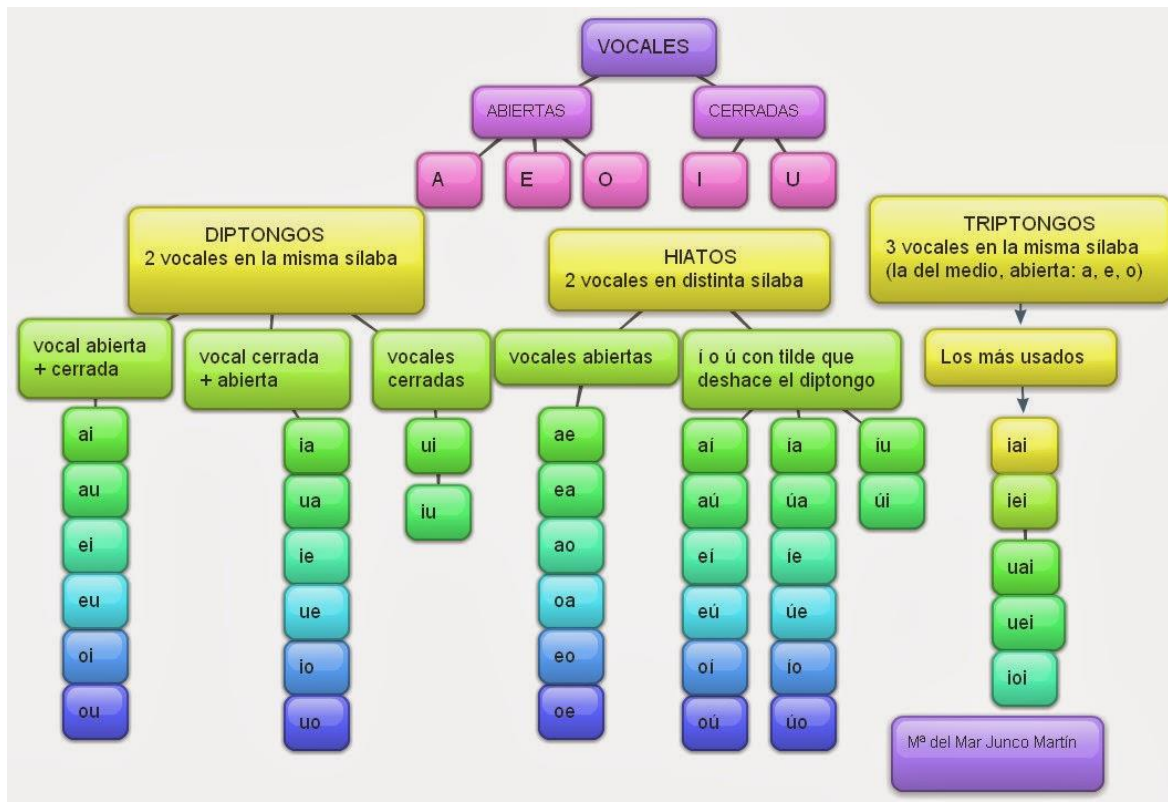 VOCALES
ABIERTAS
CERRADAS
A
E
O
I
U
DIPTONGOS
2 vocales en la misma sílaba
vocal abierta
+ cerrada
ai
au
ei
eu
oi
ou
vocal cerrada
+ abierta
ia
ua
ie
ue
io
uo
vocales
cerradas
ui
iu
HIATOS
2 vocales en distinta sílaba
vocales abiertas
ae
ea
ao
oa
eo
oe
í o ú con tilde que
deshace el diptongo
aí
aú
eí
eú
oí
oú
ía
úa
íe
úe
ío
úo
íu
úi
TRIPTONGOS
3 vocales en la misma sílaba
(la del medio, abierta: a, e, o)
Los más usados
iai
iei
uai
uei
ioi
Mª del Mar Junco Martín